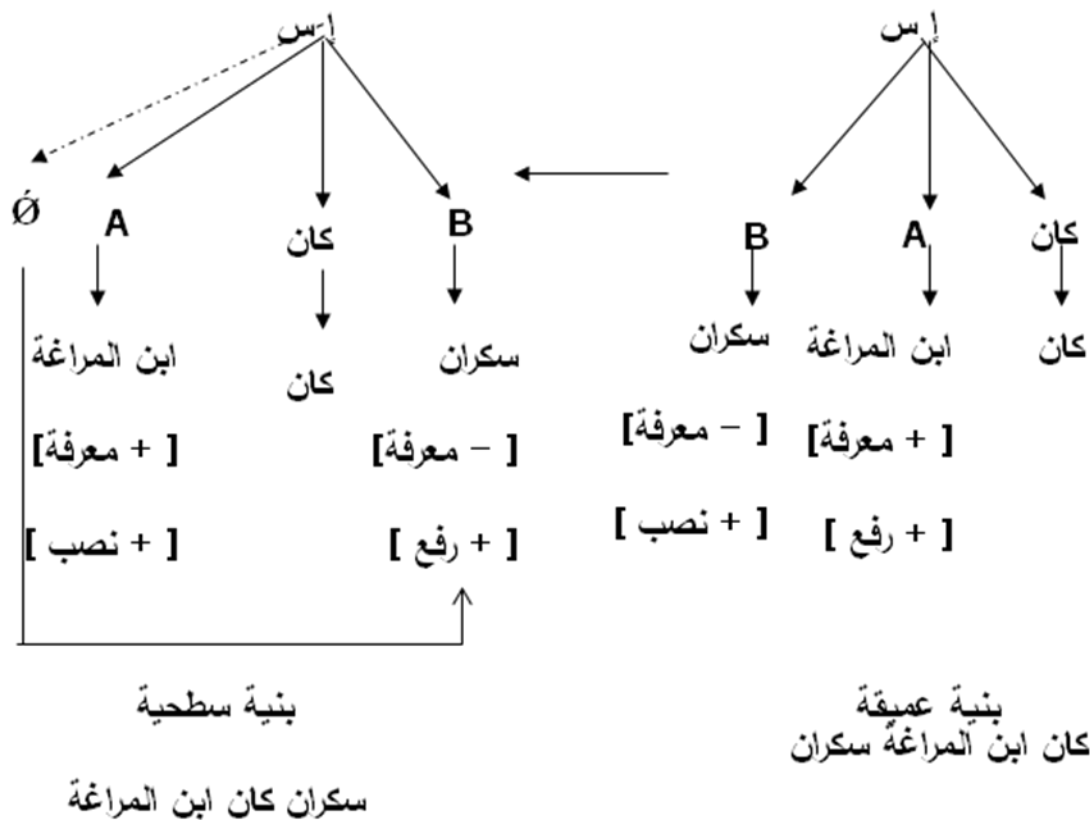 إ س
كان A B
كان ابن المراغة سكران
[ + معرفة] [ – معرفة]
[ + رفع ] [ + نصب ]
بنية عميقة
كان ابن المراغةُ سكران
إ س
B كان A Ǿ
سكران كان ابن المراغة
[ – معرفة] [ + معرفة]
[ + رفع ] [ + نصب ]
بنية سطحية
سكران كان ابن المراغة